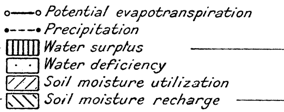 Potential evapotranspiration
Precipitation
Water surplus
Water deficiency
Soil moisture utilization
Soil moisture recharge